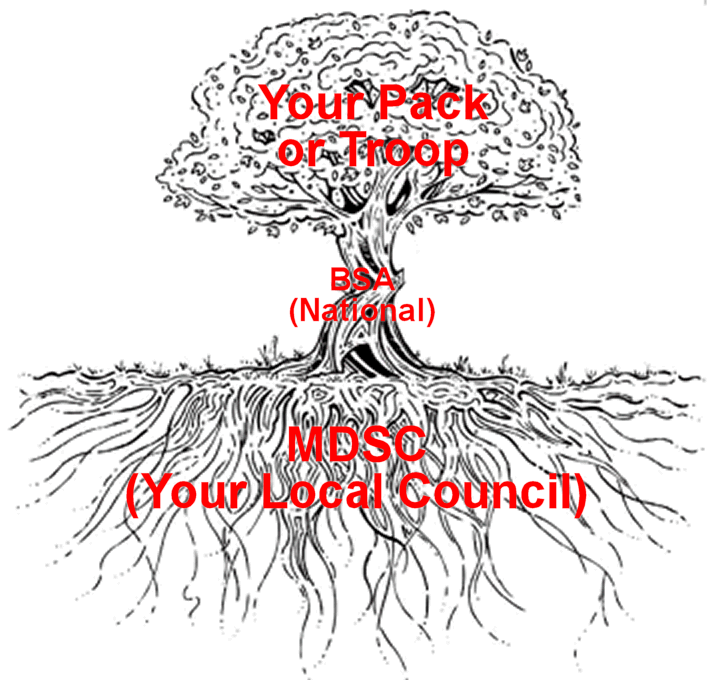 Your Pack
or Troop
BSA
(National)
MDSC
(Your Local Council)